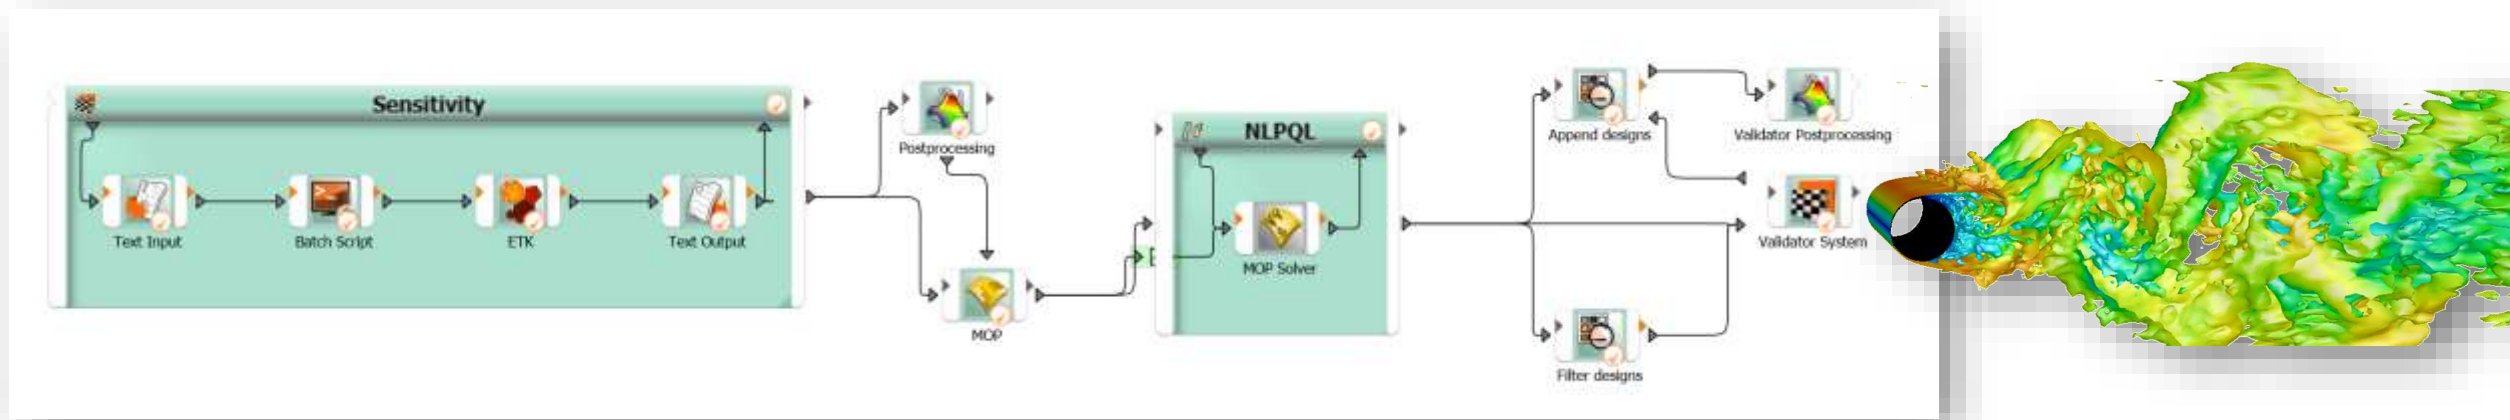 Sensitivity
Text Input
Batch Script
ETK
Text Output
Postprocessing
MOP
NLPQL
MOP Solver
Append designs
Validator Postprocessing
Validator System
Filter designs